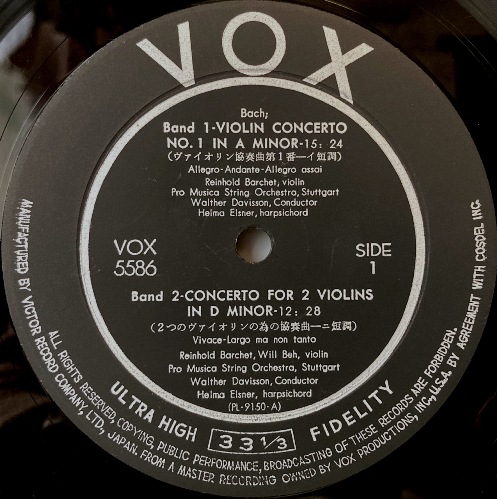 VOX
Bach;
Band 1-VIOLIN CONCERTO
NO. 1 IN A MINOR-15: 24
(ヴァイオリン協奏曲第1番ーイ短調)
Allegro-Andante-Allegro assai
Reinhold Barchet, violin
Pro Musica String Orchestra, Stuttgart
Walther Davisson, Conductor
Helma Elsner, harpsichord
VOX
5586
SIDE
1
Band 2-CONCERTO FOR 2 VIOLINS
IN D MINOR-12: 28
(2つのヴァイオリンの為の協奏曲ーニ短調)
Vivace-Largo ma non tanto
Reinhold Barchet, Will Beh, violin
Pro Musica String Orchestra, Stuttgart
Walther Davisson, Conductor
Helma Elsner, harpsichord
(PL-9150-A)
ULTRA HIGH 33 1/3 FIDELITY
MANUFACTURED BY VICTOR RECORD COMPANY, LTD., JAPAN. FROM A MASTER RECORDING OWNED BY VOX PRODUCTIONS, INC., U.S.A. BY AGREEMENT WITH COSDEL INC.
ALL RIGHTS RESERVED, COPYING, PUBLIC PERFORMANCE, BROADCASTING OF THESE RECORDS ARE FORBIDDEN.